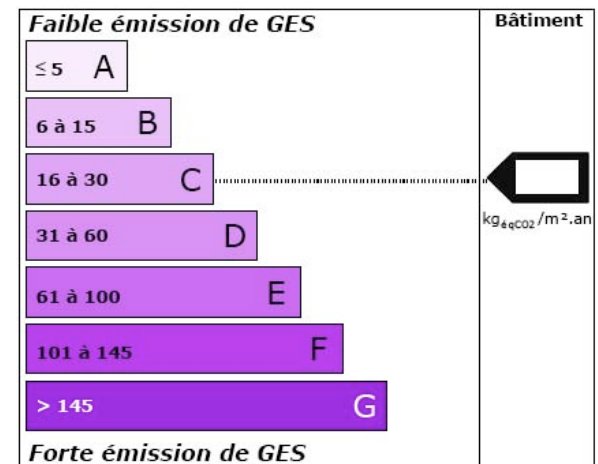 Faible émission de GES
Bâtiment
≤ 5 A
6 à 15 B
16 à 30 C
31 à 60 D
61 à 100 E
101 à 145 F
> 145 G
kgéqCO2/m².an
Forte émission de GES